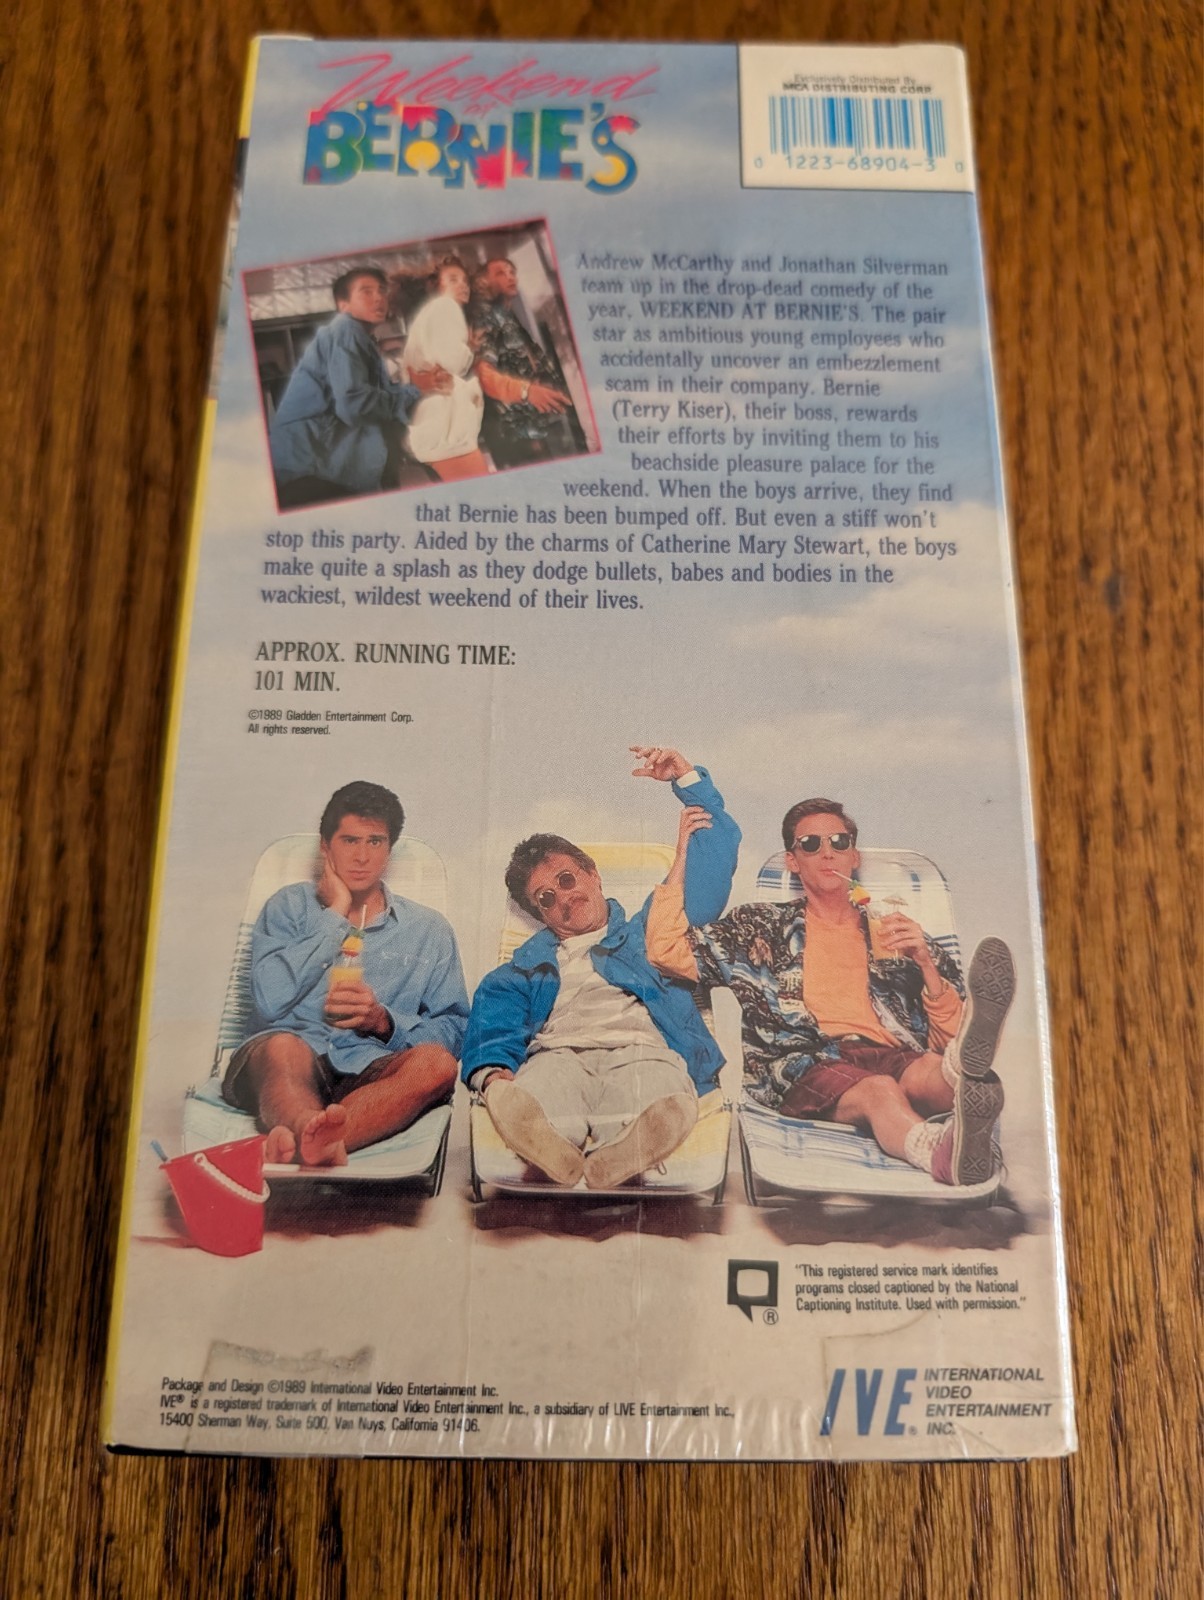 Weekend
AT
BERNIE'S
Exclusively Distributed By
MCA DISTRIBUTING CORP.
0 1223-68904-3 0
Andrew McCarthy and Jonathan Silverman
team up in the drop-dead comedy of the
year, WEEKEND AT BERNIE'S. The pair
star as ambitious young employees who
accidentally uncover an embezzlement
scam in their company. Bernie
(Terry Kiser), their boss, rewards
their efforts by inviting them to his
beachside pleasure palace for the
weekend. When the boys arrive, they find
that Bernie has been bumped off. But even a stiff won't
stop this party. Aided by the charms of Catherine Mary Stewart, the boys
make quite a splash as they dodge bullets, babes and bodies in the
wackiest, wildest weekend of their lives.
APPROX. RUNNING TIME:
101 MIN.
©1989 Gladden Entertainment Corp.
All rights reserved.
"This registered service mark identifies
programs closed captioned by the National
Captioning Institute. Used with permission."
®
Package and Design ©1989 International Video Entertainment Inc.
IVE® is a registered trademark of International Video Entertainment Inc., a subsidiary of LIVE Entertainment Inc.,
15400 Sherman Way, Suite 500, Van Nuys, California 91406.
IVE®
INTERNATIONAL
VIDEO
ENTERTAINMENT
INC.